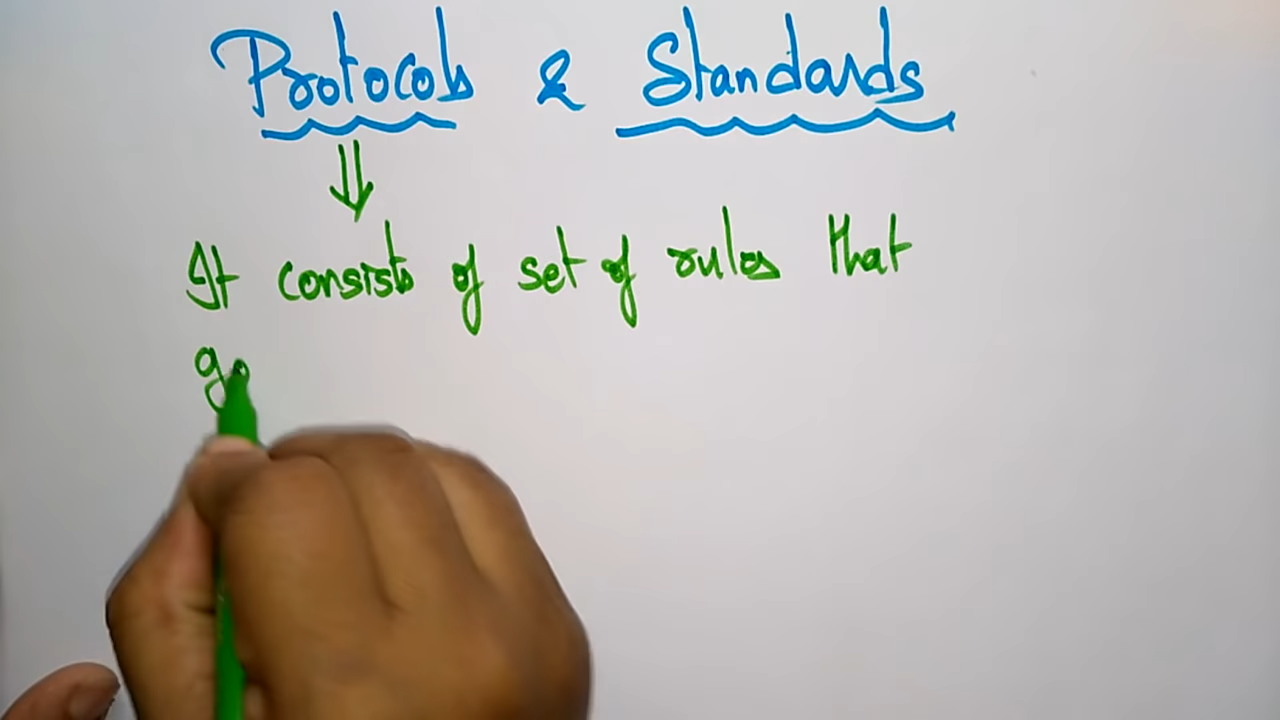 Protocols & Standards
It consists of set of rules that
go